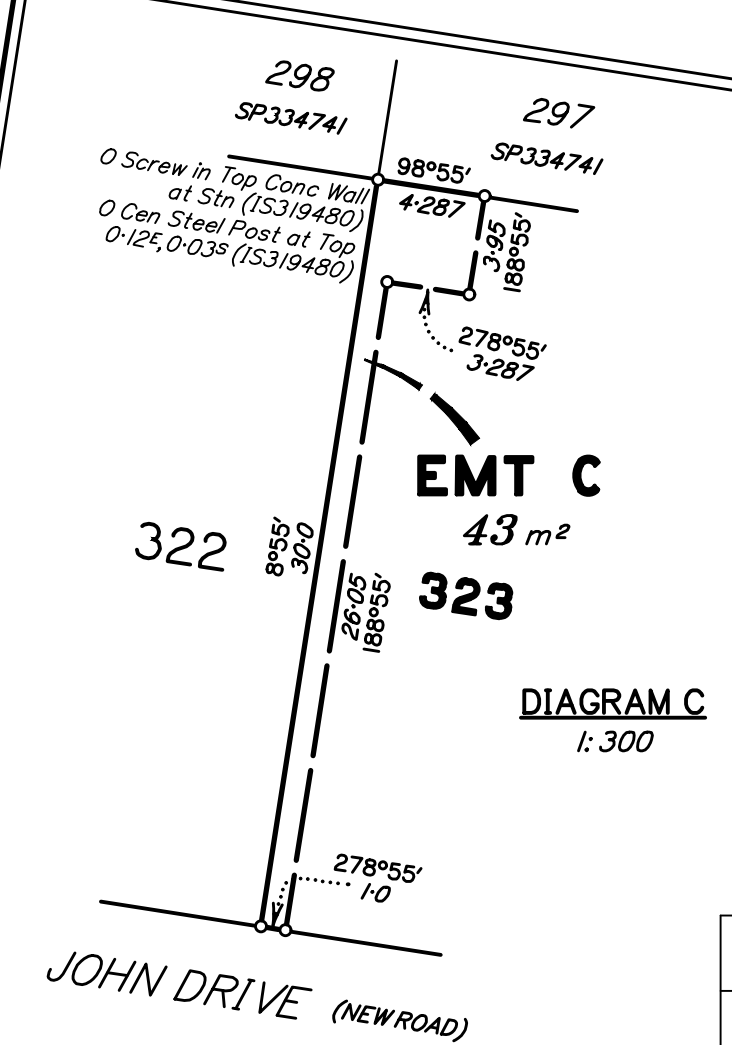 298
SP334741
297
SP334741
98°55'
4·287
O Screw in Top Conc Wall
at Stn (IS319480)
O Cen Steel Post at Top
0·12E, 0·03S (IS319480)
3·95
188°55'
278°55'
3·287
EMT C
43 m²
322
8°55'
30·0
323
26·05
188°55'
DIAGRAM C
1: 300
278°55'
1·0
JOHN DRIVE (NEW ROAD)